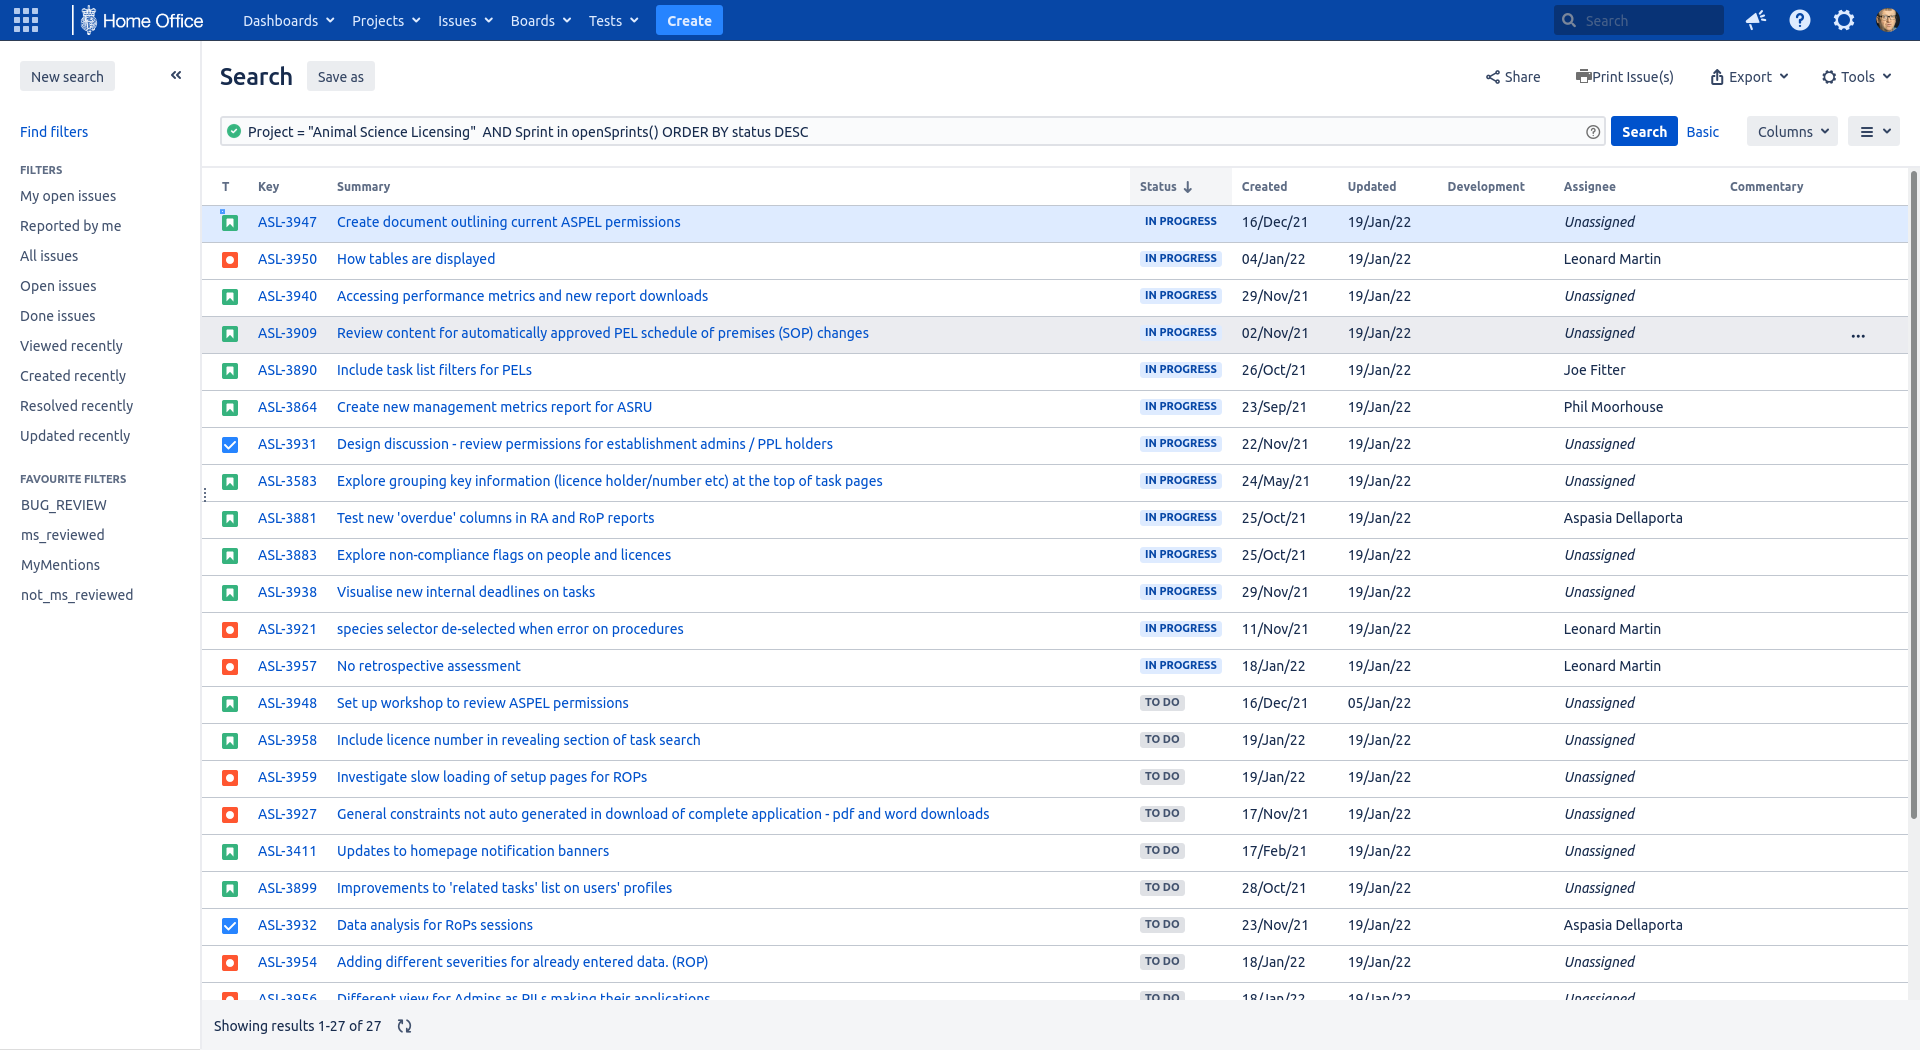 Home Office Dashboards Projects Issues Boards Tests Create Search
New search Search Save as Share Print Issue(s) Export Tools
Find filters
Project = "Animal Science Licensing"  AND Sprint in openSprints() ORDER BY status DESC Search Basic Columns
FILTERS
My open issues
Reported by me
All issues
Open issues
Done issues
Viewed recently
Created recently
Resolved recently
Updated recently
FAVOURITE FILTERS
BUG_REVIEW
ms_reviewed
MyMentions
not_ms_reviewed
T Key Summary Status Created Updated Development Assignee Commentary
ASL-3947 Create document outlining current ASPEL permissions IN PROGRESS 16/Dec/21 19/Jan/22 Unassigned
ASL-3950 How tables are displayed IN PROGRESS 04/Jan/22 19/Jan/22 Leonard Martin
ASL-3940 Accessing performance metrics and new report downloads IN PROGRESS 29/Nov/21 19/Jan/22 Unassigned
ASL-3909 Review content for automatically approved PEL schedule of premises (SOP) changes IN PROGRESS 02/Nov/21 19/Jan/22 Unassigned
ASL-3890 Include task list filters for PELs IN PROGRESS 26/Oct/21 19/Jan/22 Joe Fitter
ASL-3864 Create new management metrics report for ASRU IN PROGRESS 23/Sep/21 19/Jan/22 Phil Moorhouse
ASL-3931 Design discussion - review permissions for establishment admins / PPL holders IN PROGRESS 22/Nov/21 19/Jan/22 Unassigned
ASL-3583 Explore grouping key information (licence holder/number etc) at the top of task pages IN PROGRESS 24/May/21 19/Jan/22 Unassigned
ASL-3881 Test new 'overdue' columns in RA and RoP reports IN PROGRESS 25/Oct/21 19/Jan/22 Aspasia Dellaporta
ASL-3883 Explore non-compliance flags on people and licences IN PROGRESS 25/Oct/21 19/Jan/22 Unassigned
ASL-3938 Visualise new internal deadlines on tasks IN PROGRESS 29/Nov/21 19/Jan/22 Unassigned
ASL-3921 species selector de-selected when error on procedures IN PROGRESS 11/Nov/21 19/Jan/22 Leonard Martin
ASL-3957 No retrospective assessment IN PROGRESS 18/Jan/22 19/Jan/22 Leonard Martin
ASL-3948 Set up workshop to review ASPEL permissions TO DO 16/Dec/21 05/Jan/22 Unassigned
ASL-3958 Include licence number in revealing section of task search TO DO 19/Jan/22 19/Jan/22 Unassigned
ASL-3959 Investigate slow loading of setup pages for ROPs TO DO 19/Jan/22 19/Jan/22 Unassigned
ASL-3927 General constraints not auto generated in download of complete application - pdf and word downloads TO DO 17/Nov/21 19/Jan/22 Unassigned
ASL-3411 Updates to homepage notification banners TO DO 17/Feb/21 19/Jan/22 Unassigned
ASL-3899 Improvements to 'related tasks' list on users' profiles TO DO 28/Oct/21 19/Jan/22 Unassigned
ASL-3932 Data analysis for RoPs sessions TO DO 23/Nov/21 19/Jan/22 Aspasia Dellaporta
ASL-3954 Adding different severities for already entered data. (ROP) TO DO 18/Jan/22 19/Jan/22 Unassigned
ASL-3956 Different view for Admins as PILs making their applications TO DO 18/Jan/22 19/Jan/22 Unassigned
Showing results 1-27 of 27